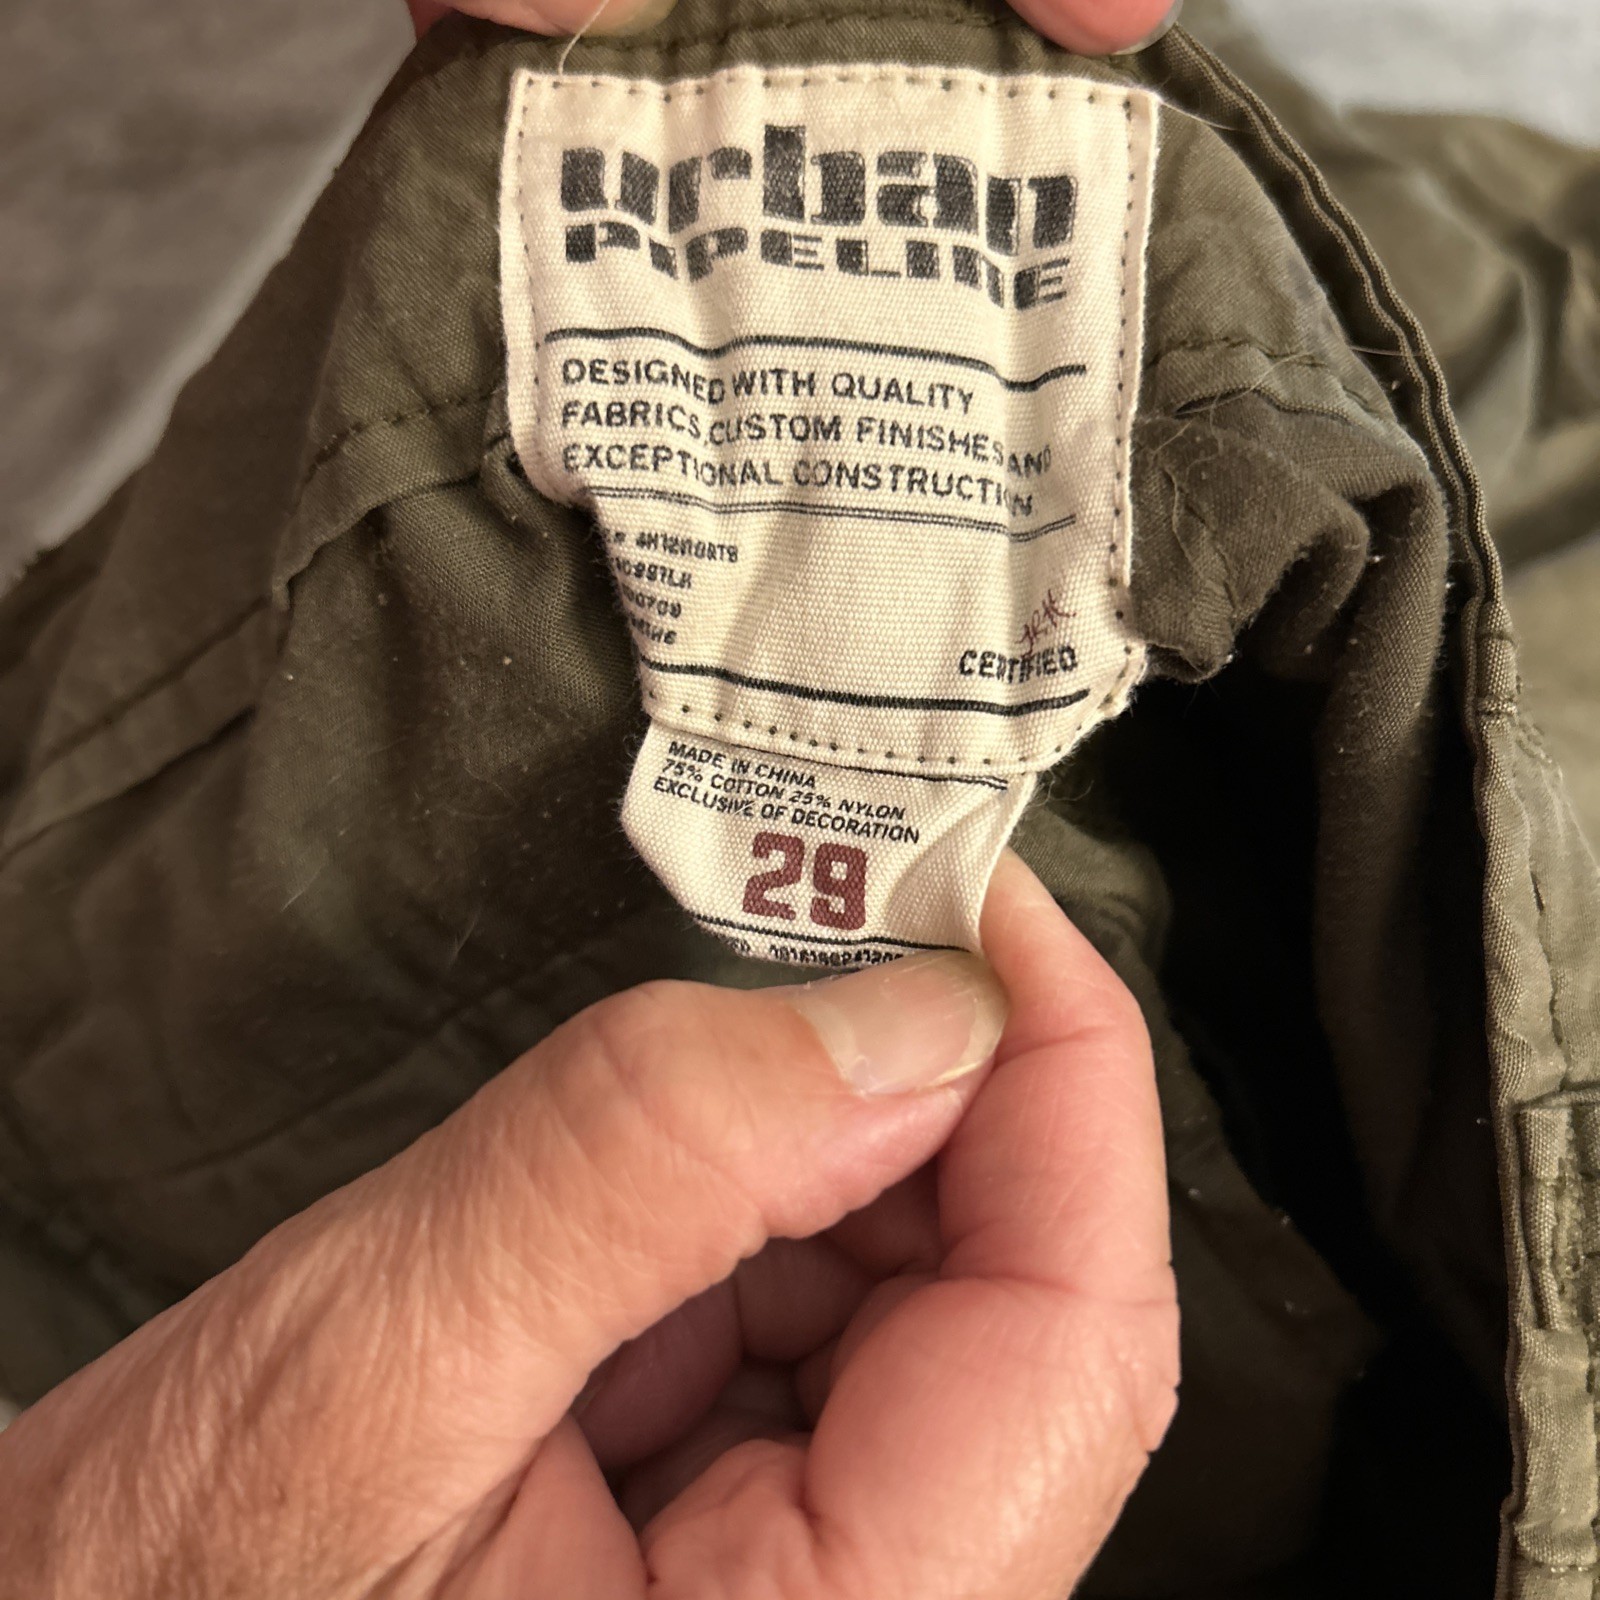 urban
PIPELINE
DESIGNED WITH QUALITY
FABRICS, CUSTOM FINISHES AND
EXCEPTIONAL CONSTRUCTION
JRH
CERTIFIED
MADE IN CHINA
75% COTTON 25% NYLON
EXCLUSIVE OF DECORATION
29